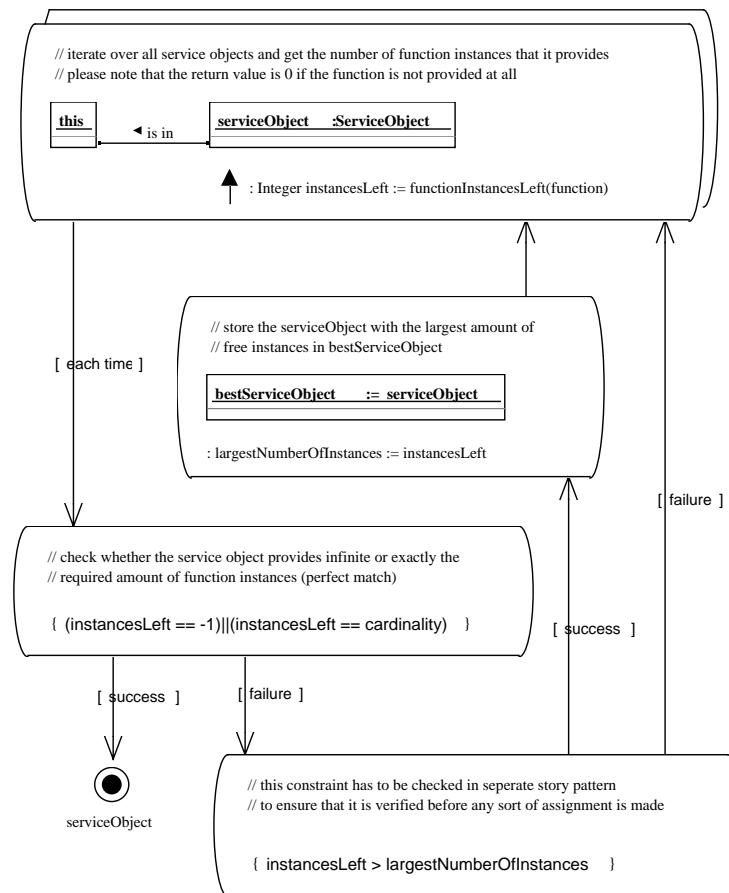 // iterate over all service objects and get the number of function instances that it provides
// please note that the return value is 0 if the function is not provided at all
this
◄ is in
serviceObject :ServiceObject
: Integer instancesLeft := functionInstancesLeft(function)
// store the serviceObject with the largest amount of
// free instances in bestServiceObject
[ each time ]
bestServiceObject := serviceObject
: largestNumberOfInstances := instancesLeft
[ failure ]
// check whether the service object provides infinite or exactly the
// required amount of function instances (perfect match)
{ (instancesLeft == -1)||(instancesLeft == cardinality) }
[ success ]
[ success ]
[ failure ]
// this constraint has to be checked in seperate story pattern
// to ensure that it is verified before any sort of assignment is made
serviceObject
{ instancesLeft > largestNumberOfInstances }